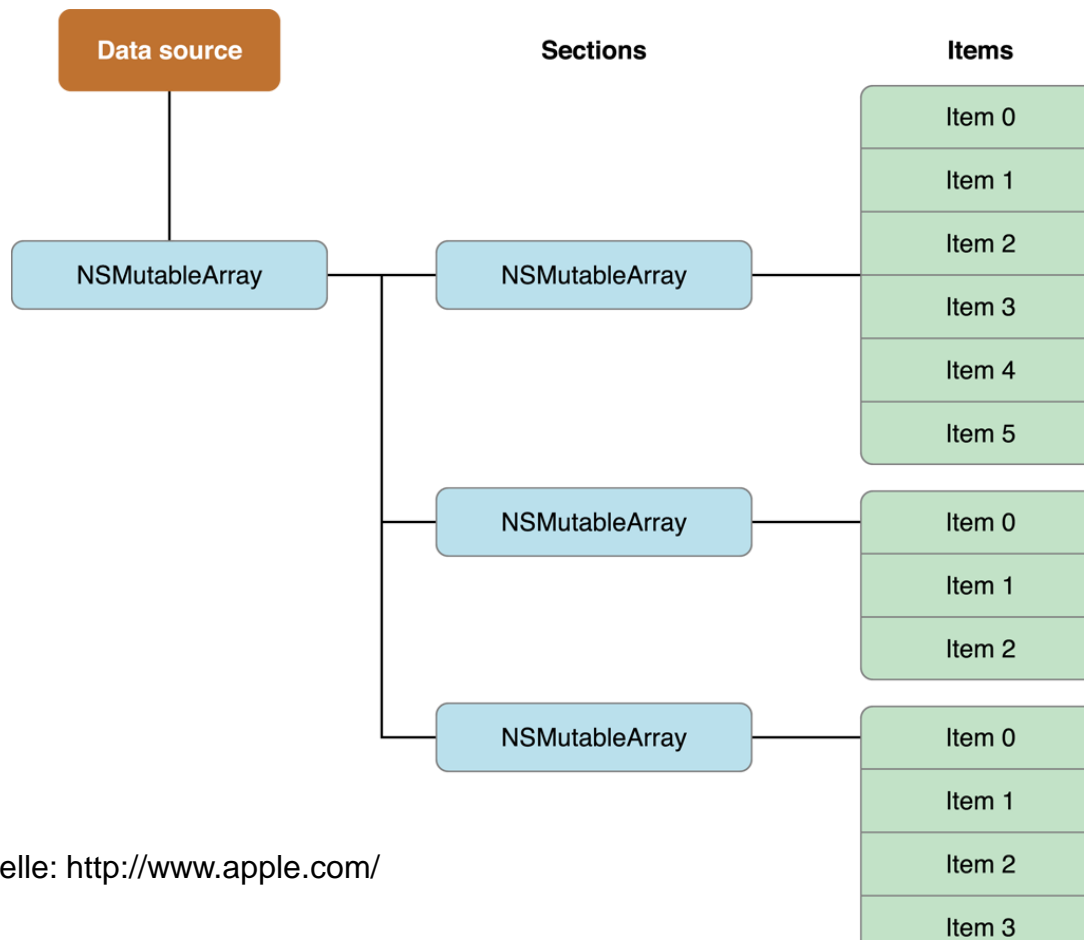 Data source
Sections
Items
NSMutableArray
NSMutableArray
Item 0
Item 1
Item 2
Item 3
Item 4
Item 5
NSMutableArray
Item 0
Item 1
Item 2
NSMutableArray
Item 0
Item 1
Item 2
Item 3
elle: http://www.apple.com/